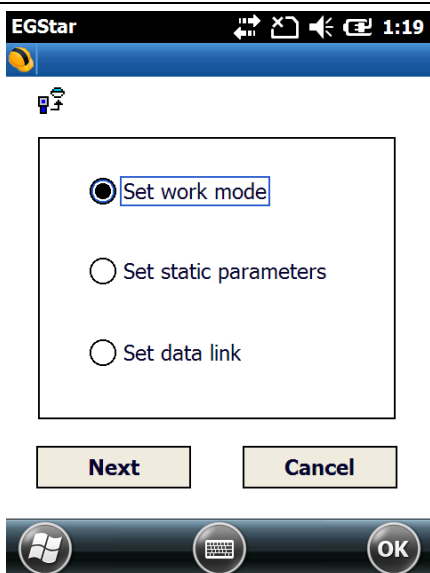 EGStar 1:19
Set work mode
Set static parameters
Set data link
Next Cancel
OK